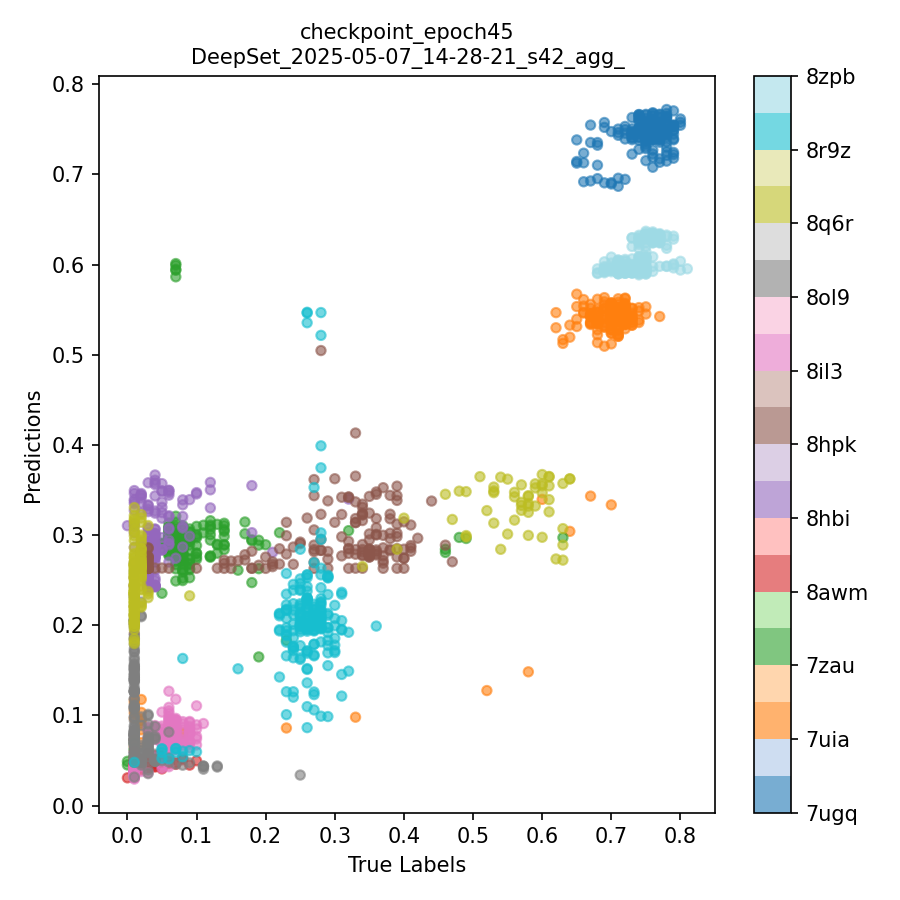 checkpoint_epoch45
DeepSet_2025-05-07_14-28-21_s42_agg_
Predictions
0.8
0.7
0.6
0.5
0.4
0.3
0.2
0.1
0.0
0.0 0.1 0.2 0.3 0.4 0.5 0.6 0.7 0.8
True Labels
8zpb
8r9z
8q6r
8ol9
8il3
8hpk
8hbi
8awm
7zau
7uia
7ugq